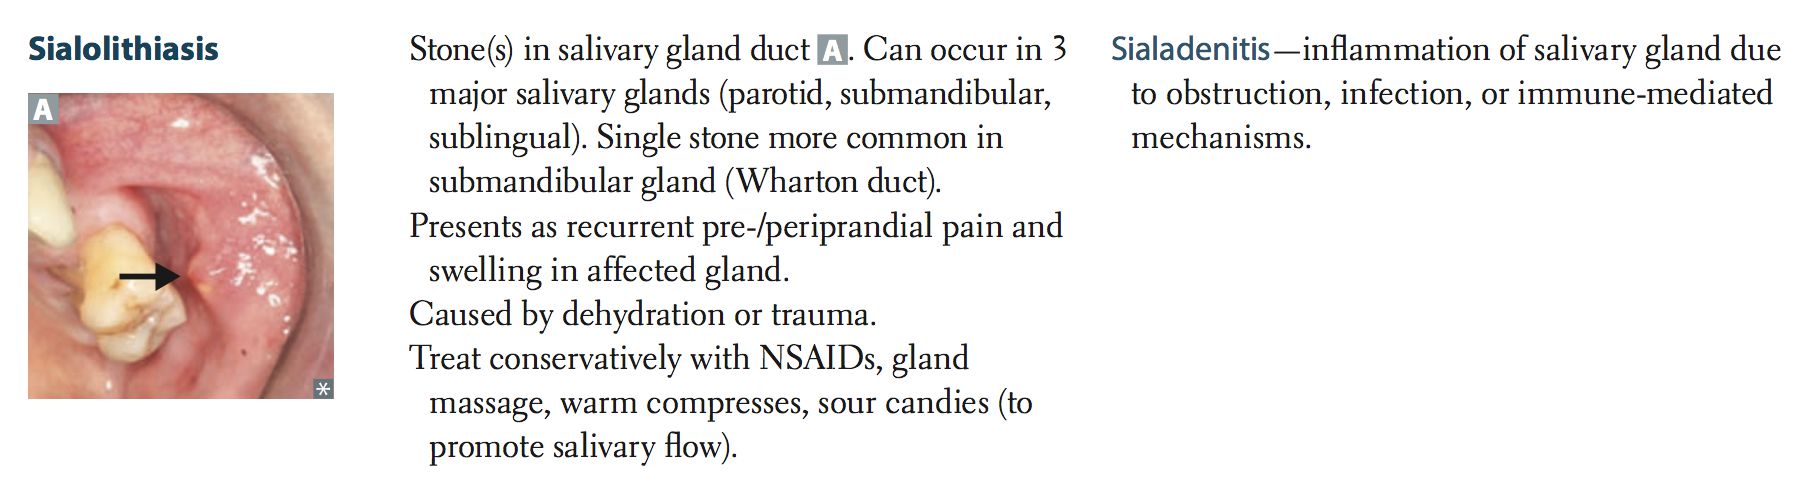 Sialolithiasis
A
*
Stone(s) in salivary gland duct A. Can occur in 3
major salivary glands (parotid, submandibular,
sublingual). Single stone more common in
submandibular gland (Wharton duct).
Presents as recurrent pre-/periprandial pain and
swelling in affected gland.
Caused by dehydration or trauma.
Treat conservatively with NSAIDs, gland
massage, warm compresses, sour candies (to
promote salivary flow).
Sialadenitis—inflammation of salivary gland due
to obstruction, infection, or immune-mediated
mechanisms.